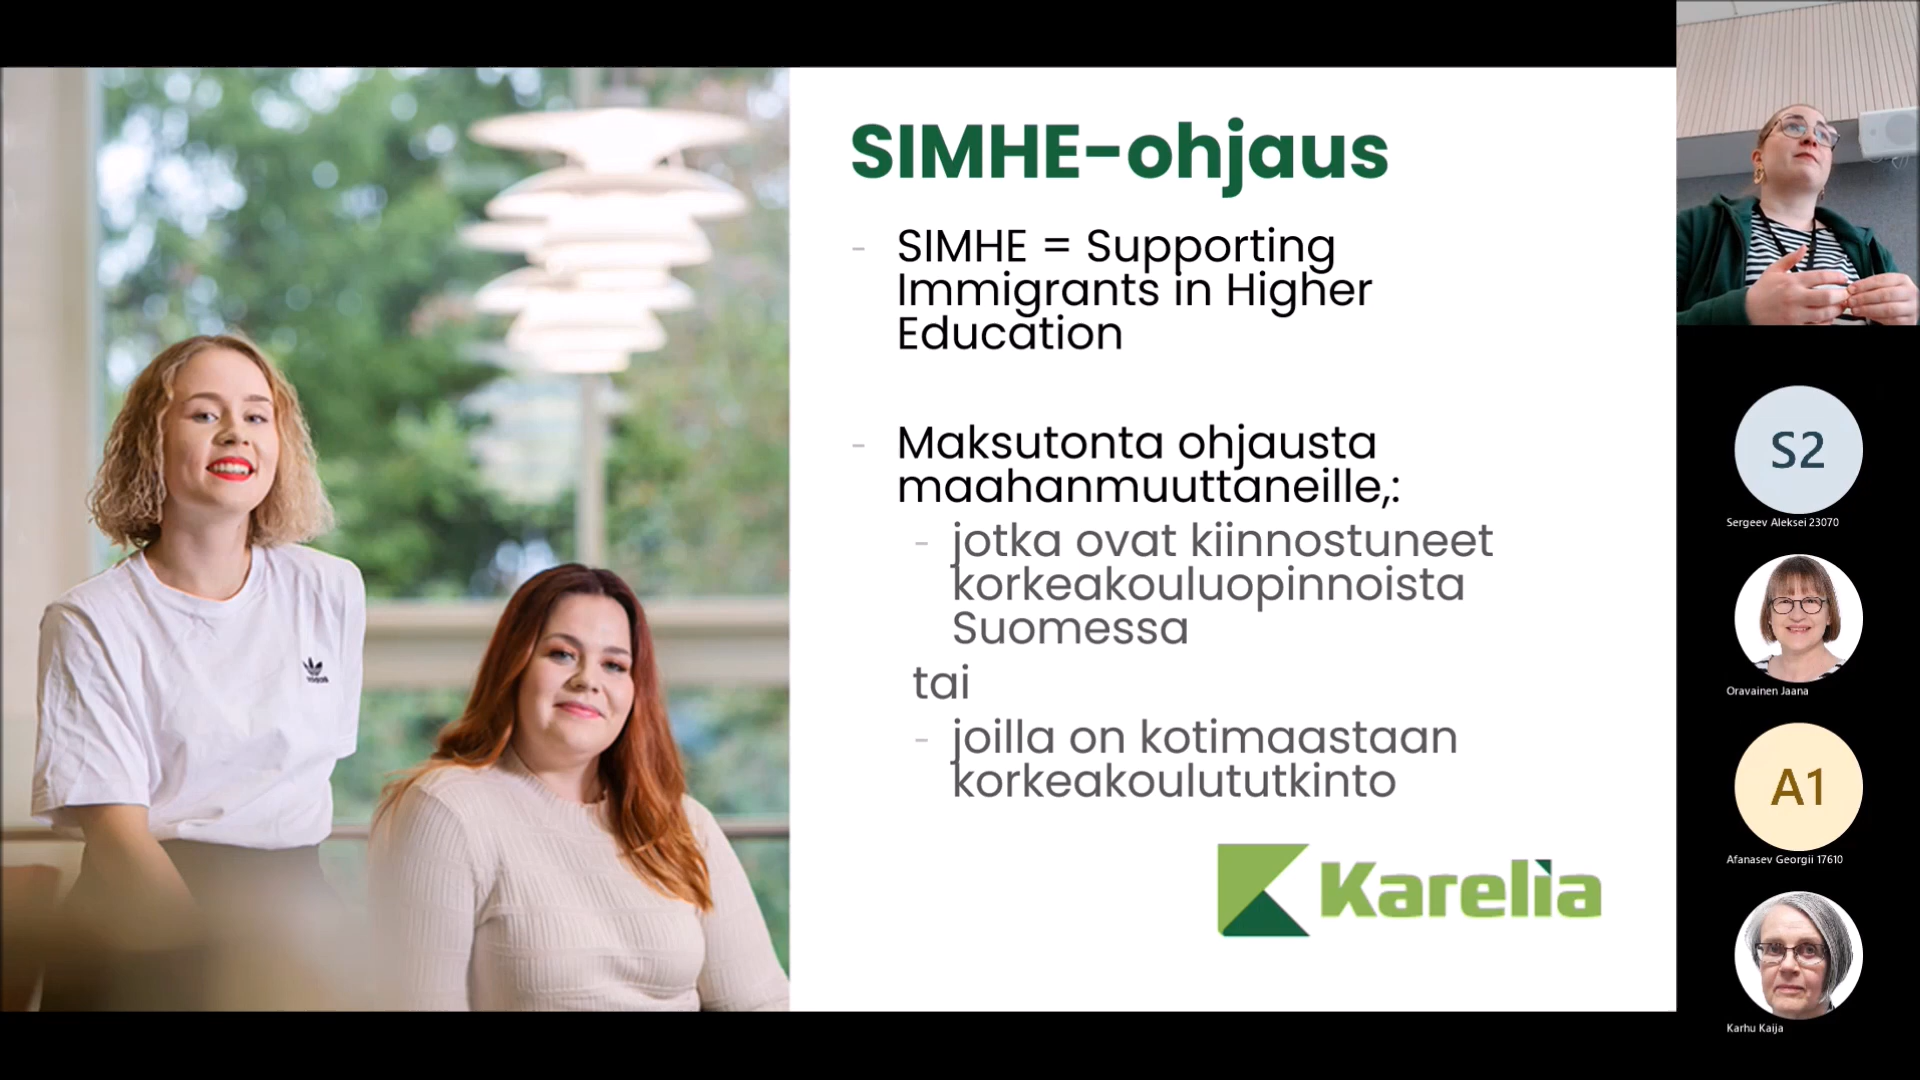 SIMHE-ohjaus
- SIMHE = Supporting
Immigrants in Higher
Education
- Maksutonta ohjausta
maahanmuuttaneille,:
- jotka ovat kiinnostuneet
korkeakouluopinnoista
Suomessa
tai
- joilla on kotimaastaan
korkeakoulututkinto
Karelia
adidas
S2
Sergeev Aleksei 23070
Oravainen Jaana
A1
Afanasev Georgii 17610
Karhu Kaija